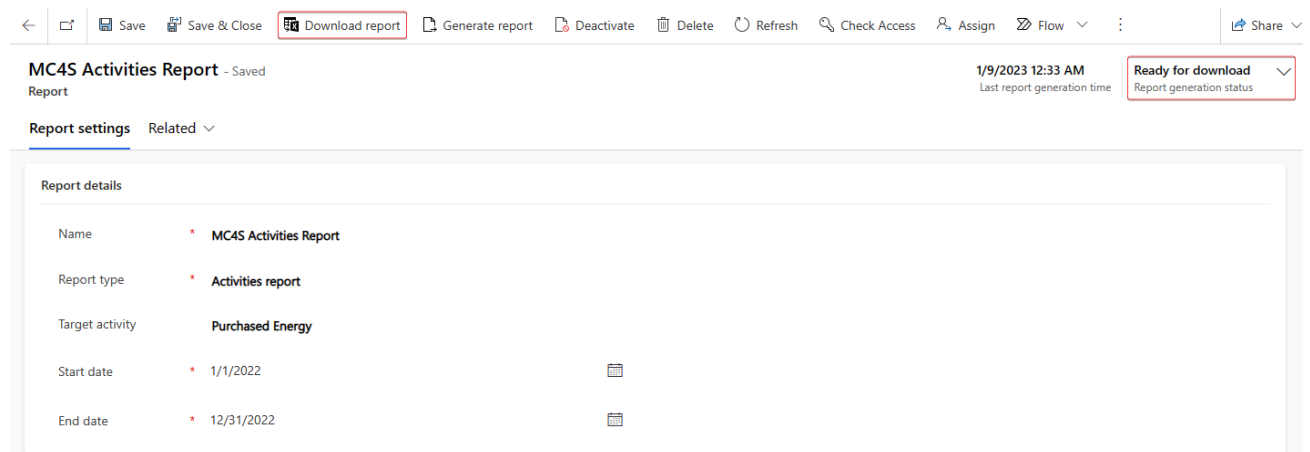 Save Save & Close Download report Generate report Deactivate Delete Refresh Check Access Assign Flow Share
MC4S Activities Report - Saved
Report
1/9/2023 12:33 AM
Last report generation time
Ready for download
Report generation status
Report settings Related
Report details
Name * MC4S Activities Report
Report type * Activities report
Target activity Purchased Energy
Start date * 1/1/2022
End date * 12/31/2022